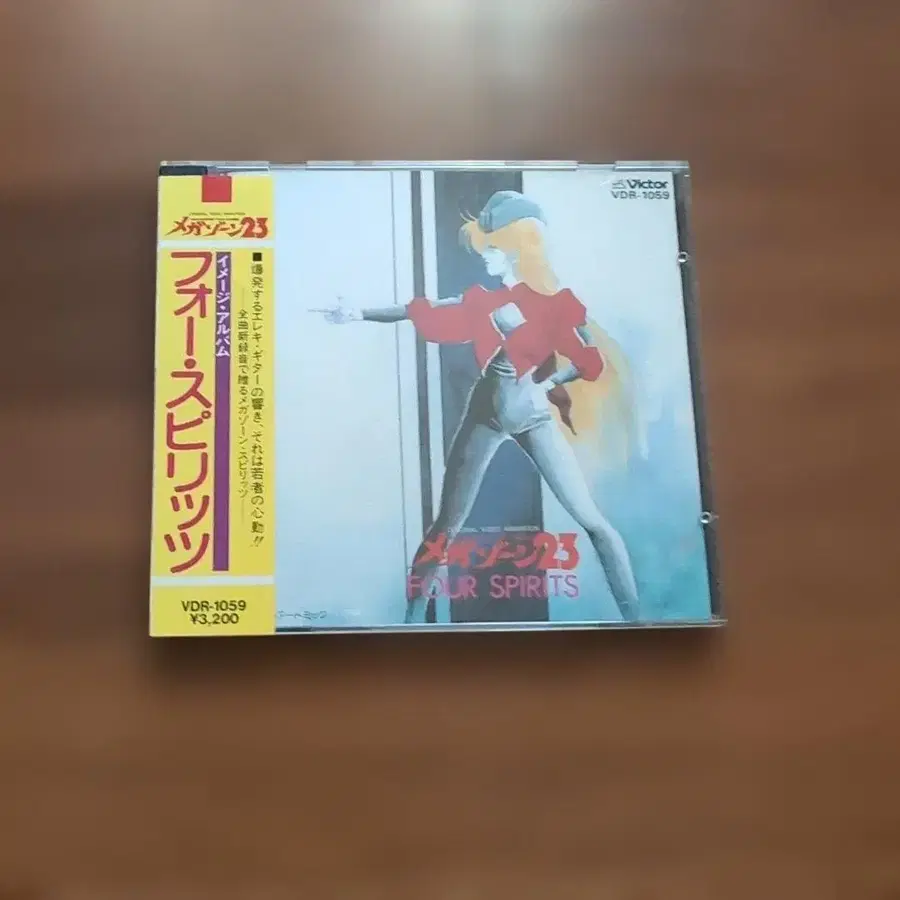 メガゾーン23
イメージ・アルバム
フォー・スピリッツ
■爆発するエレキ・ギターの響き、それは若者の心動!!
——全曲新録音で贈るメガゾーン・スピリッツ——
VDR-1059
¥3,200
Victor
VDR-1059
メガゾーン23
FOUR SPIRITS